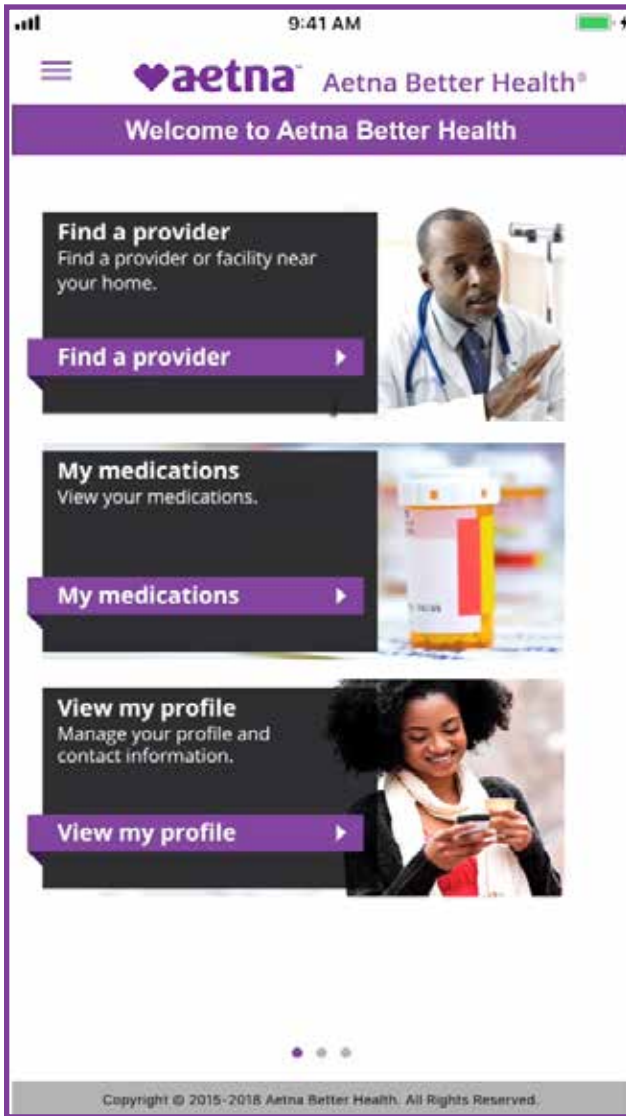 9:41 AM
aetna™ Aetna Better Health®
Welcome to Aetna Better Health
Find a provider
Find a provider or facility near
your home.
Find a provider
My medications
View your medications.
My medications
View my profile
Manage your profile and
contact information.
View my profile
Copyright © 2015-2018 Aetna Better Health. All Rights Reserved.